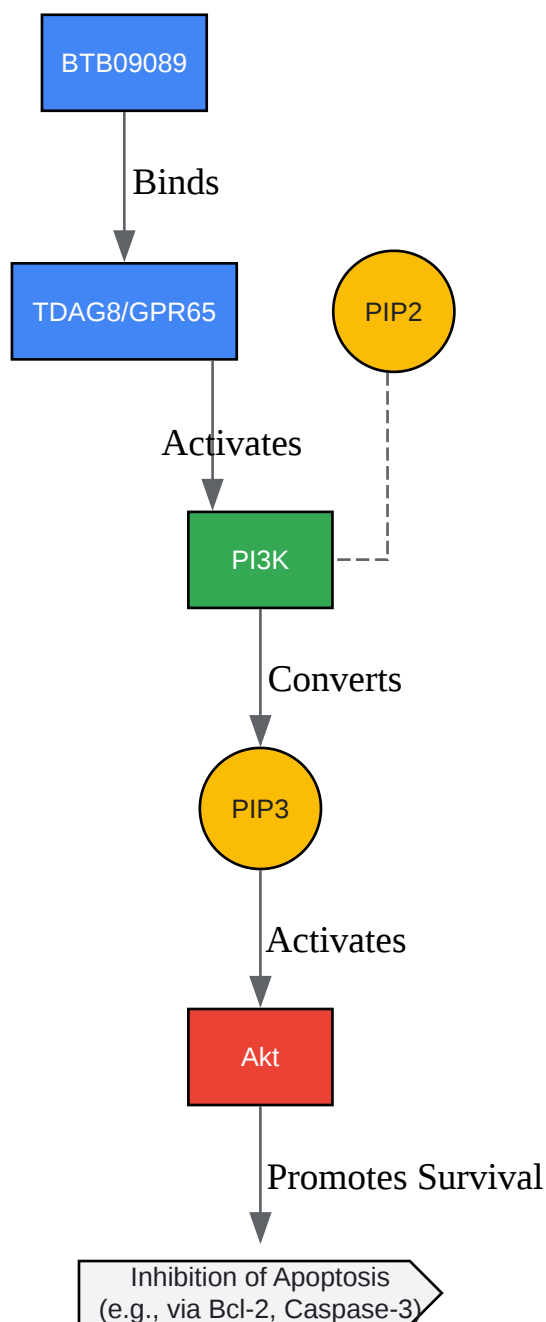 BTB09089
Binds
TDAG8/GPR65
PIP2
Activates
PI3K
Converts
PIP3
Activates
Akt
Promotes Survival
Inhibition of Apoptosis
(e.g., via Bcl-2, Caspase-3)